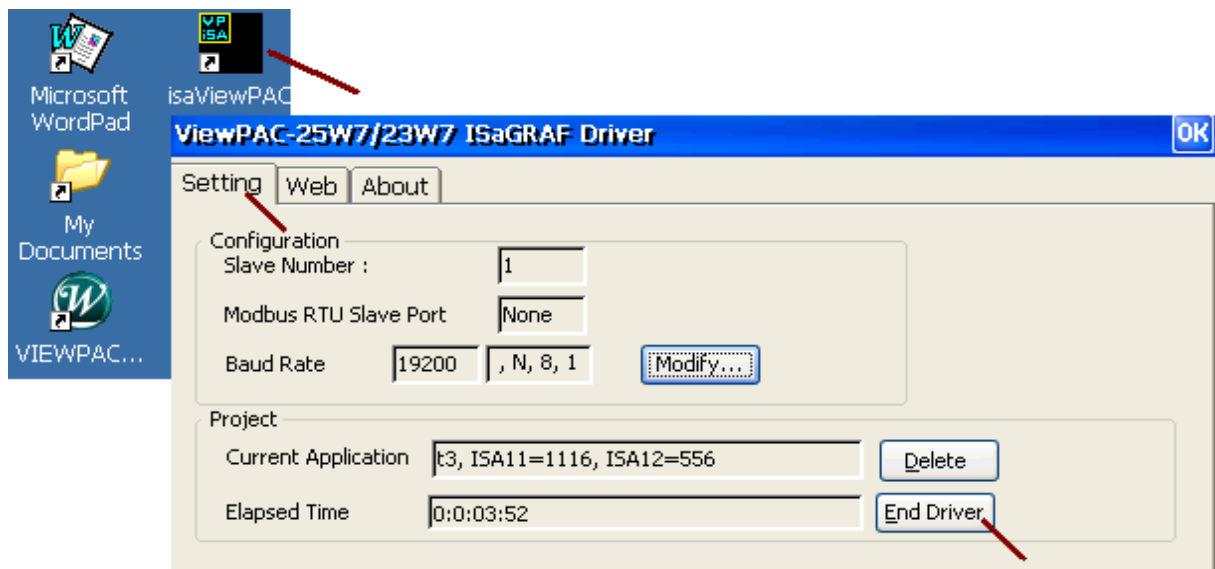 VP
iSA
Microsoft
WordPad
isaViewPAC
My
Documents
VIEWPAC...
ViewPAC-25W7/23W7 ISaGRAF Driver
OK
Setting
Web
About
Configuration
Slave Number :
1
Modbus RTU Slave Port
None
Baud Rate
19200
, N, 8, 1
Modify...
Project
Current Application
t3, ISA11=1116, ISA12=556
Delete
Elapsed Time
0:0:03:52
End Driver